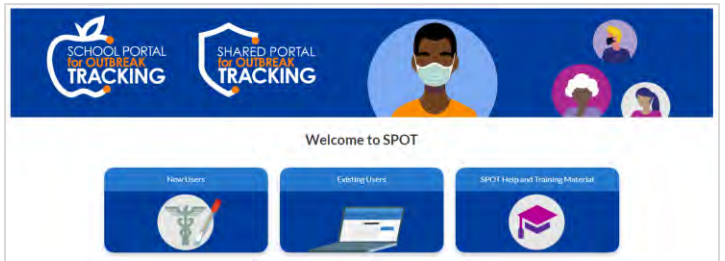 SCHOOL PORTAL
for OUTBREAK
TRACKING
SHARED PORTAL
for OUTBREAK
TRACKING
Welcome to SPOT
New Users
Existing Users
SPOT Help and Training Material